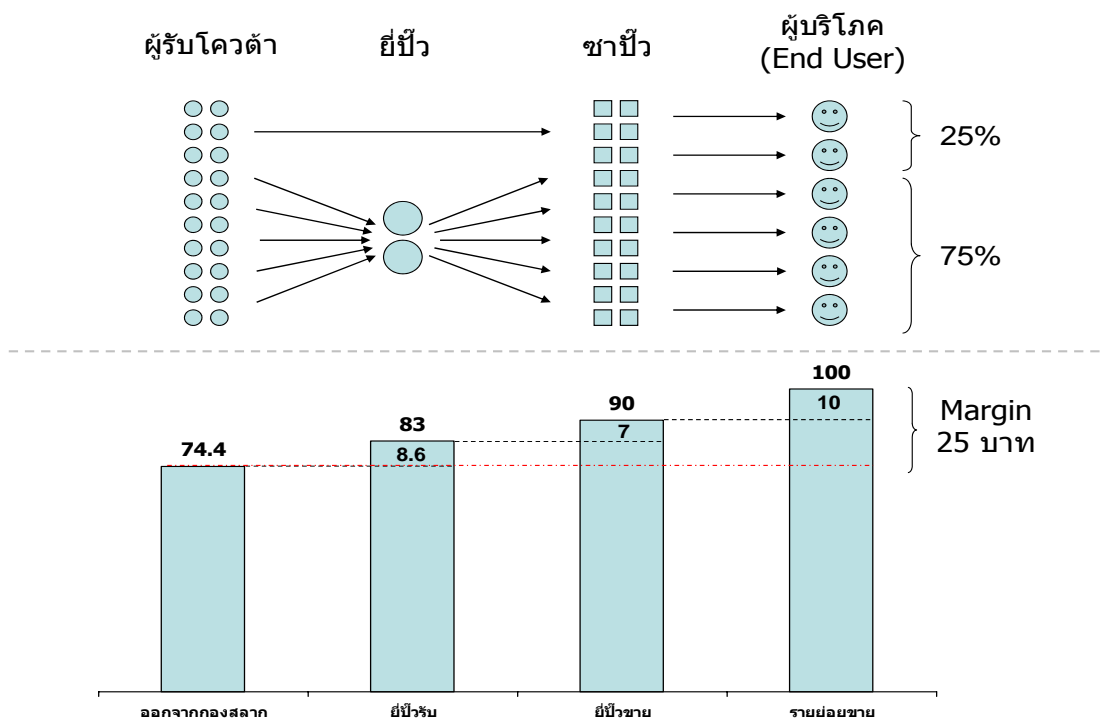 ผู้รับโควต้า
ยี่ปั๊ว
ซาปั๊ว
ผู้บริโภค
(End User)
25%
75%
74.4
83
8.6
90
7
100
10
Margin
25 บาท
ออกจากกองสลาก
ยี่ปั๊วรับ
ยี่ปั๊วขาย
รายย่อยขาย